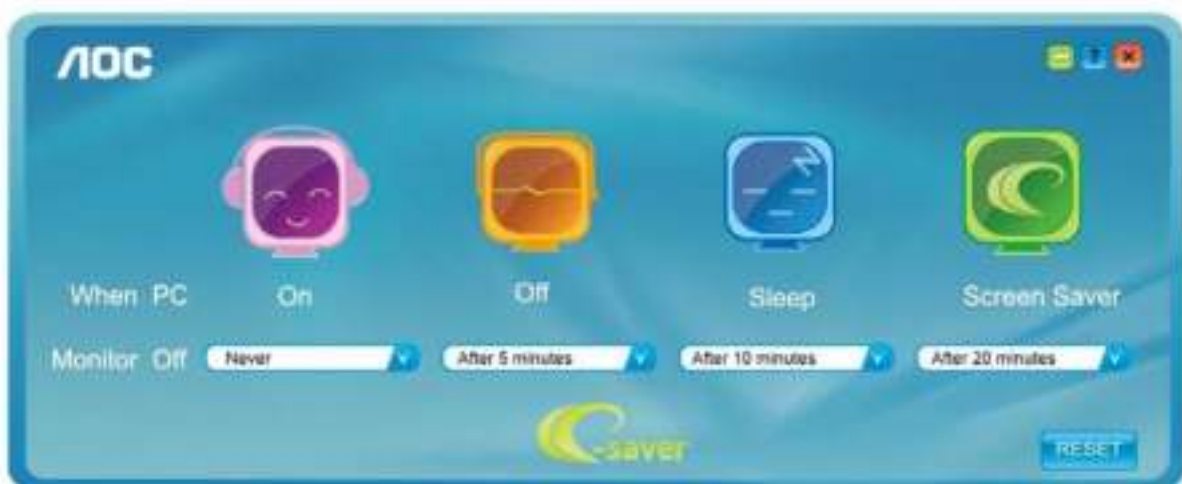 AOC
?
When PC On Off Sleep Screen Saver
Monitor Off Never After 5 minutes After 10 minutes After 20 minutes
e-saver
RESET